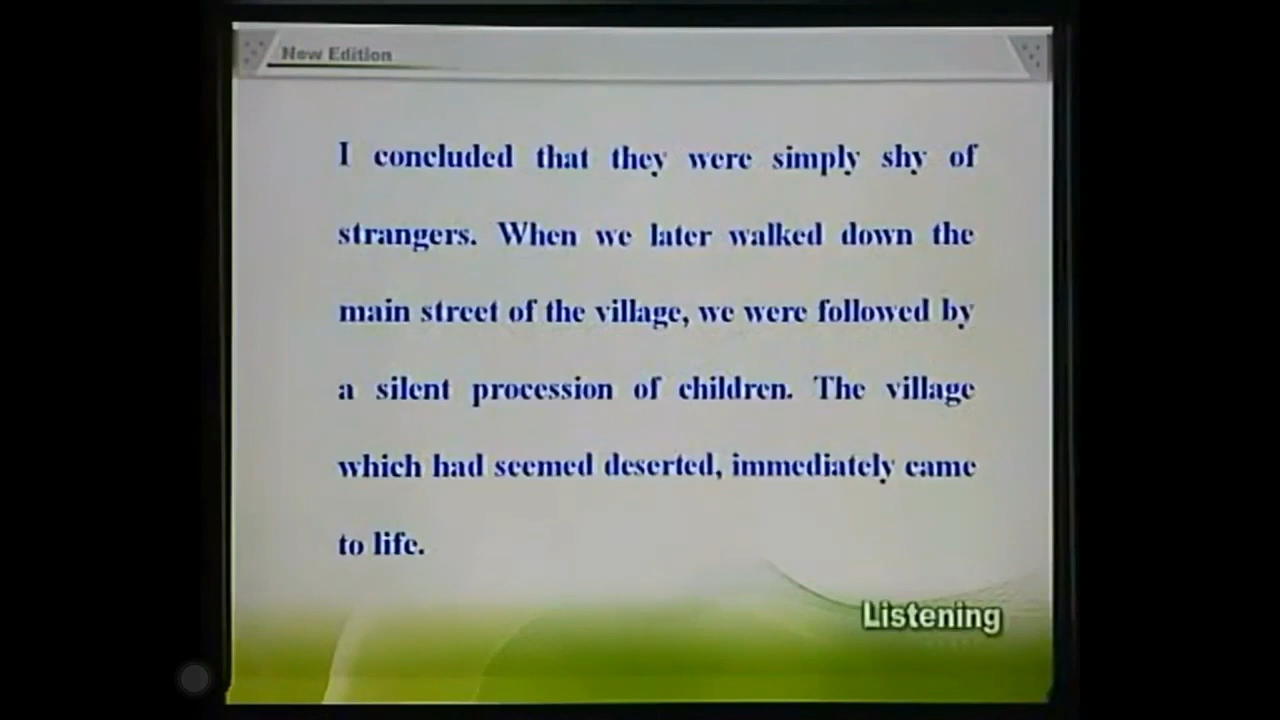 New Edition
I concluded that they were simply shy of
strangers. When we later walked down the
main street of the village, we were followed by
a silent procession of children. The village
which had seemed deserted, immediately came
to life.
Listening